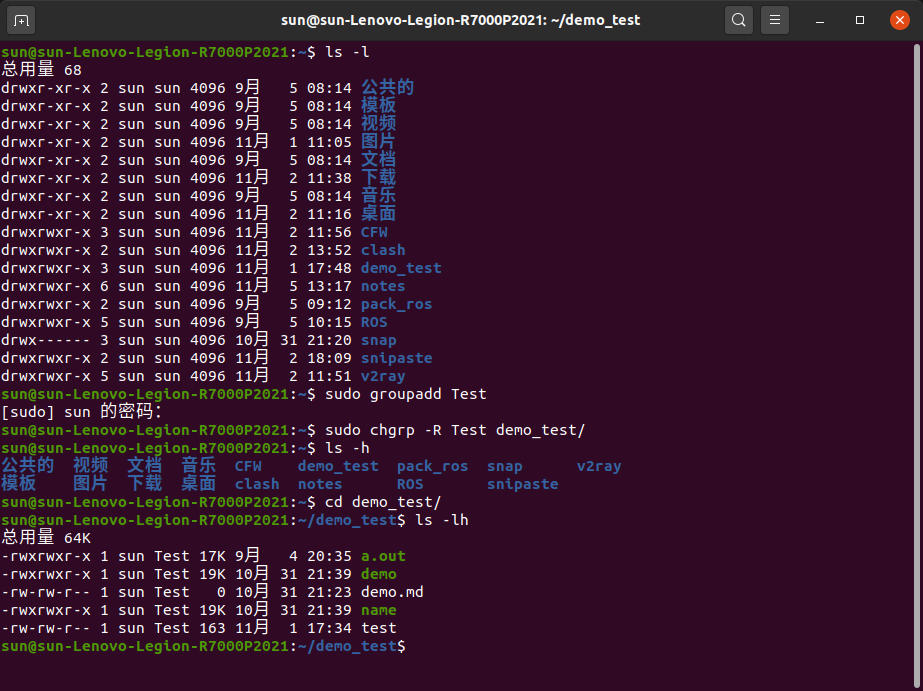 sun@sun-Lenovo-Legion-R7000P2021: ~/demo_test
sun@sun-Lenovo-Legion-R7000P2021:~$ ls -l
总用量 68
drwxr-xr-x 2 sun sun 4096 9月   5 08:14 公共的
drwxr-xr-x 2 sun sun 4096 9月   5 08:14 模板
drwxr-xr-x 2 sun sun 4096 9月   5 08:14 视频
drwxr-xr-x 2 sun sun 4096 11月  1 11:05 图片
drwxr-xr-x 2 sun sun 4096 9月   5 08:14 文档
drwxr-xr-x 2 sun sun 4096 11月  2 11:38 下载
drwxr-xr-x 2 sun sun 4096 9月   5 08:14 音乐
drwxr-xr-x 2 sun sun 4096 11月  2 11:16 桌面
drwxrwxr-x 3 sun sun 4096 11月  2 11:56 CFW
drwxrwxr-x 2 sun sun 4096 11月  2 13:52 clash
drwxrwxr-x 3 sun sun 4096 11月  1 17:48 demo_test
drwxrwxr-x 6 sun sun 4096 11月  5 13:17 notes
drwxrwxr-x 2 sun sun 4096 9月   5 09:12 pack_ros
drwxrwxr-x 5 sun sun 4096 9月   5 10:15 ROS
drwx------ 3 sun sun 4096 10月 31 21:20 snap
drwxrwxr-x 2 sun sun 4096 11月  2 18:09 snipaste
drwxrwxr-x 5 sun sun 4096 11月  2 11:51 v2ray
sun@sun-Lenovo-Legion-R7000P2021:~$ sudo groupadd Test
[sudo] sun 的密码：
sun@sun-Lenovo-Legion-R7000P2021:~$ sudo chgrp -R Test demo_test/
sun@sun-Lenovo-Legion-R7000P2021:~$ ls -h
公共的  视频  文档  音乐  CFW    demo_test  pack_ros  snap      v2ray
模板    图片  下载  桌面  clash  notes      ROS       snipaste
sun@sun-Lenovo-Legion-R7000P2021:~$ cd demo_test/
sun@sun-Lenovo-Legion-R7000P2021:~/demo_test$ ls -lh
总用量 64K
-rwxrwxr-x 1 sun Test 17K 9月   4 20:35 a.out
-rwxrwxr-x 1 sun Test 19K 10月 31 21:39 demo
-rw-rw-r-- 1 sun Test   0 10月 31 21:23 demo.md
-rwxrwxr-x 1 sun Test 19K 10月 31 21:39 name
-rw-rw-r-- 1 sun Test 163 11月  1 17:34 test
sun@sun-Lenovo-Legion-R7000P2021:~/demo_test$